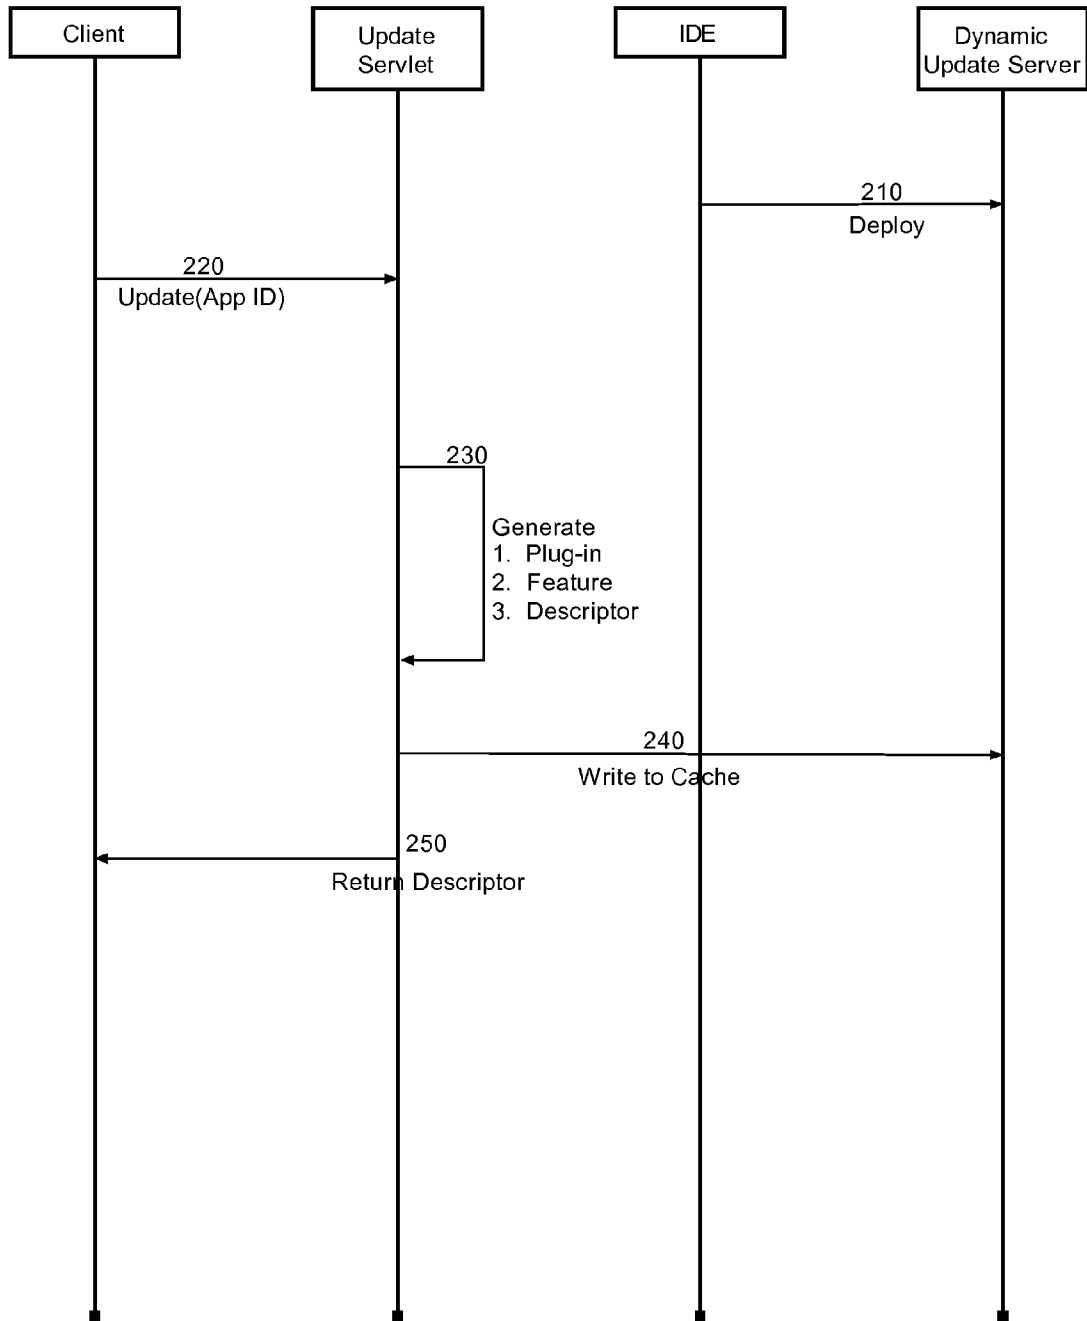 Client
Update
Servlet
IDE
Dynamic
Update Server
210
Deploy
220
Update(App ID)
230
Generate
1. Plug-in
2. Feature
3. Descriptor
240
Write to Cache
250
Return Descriptor